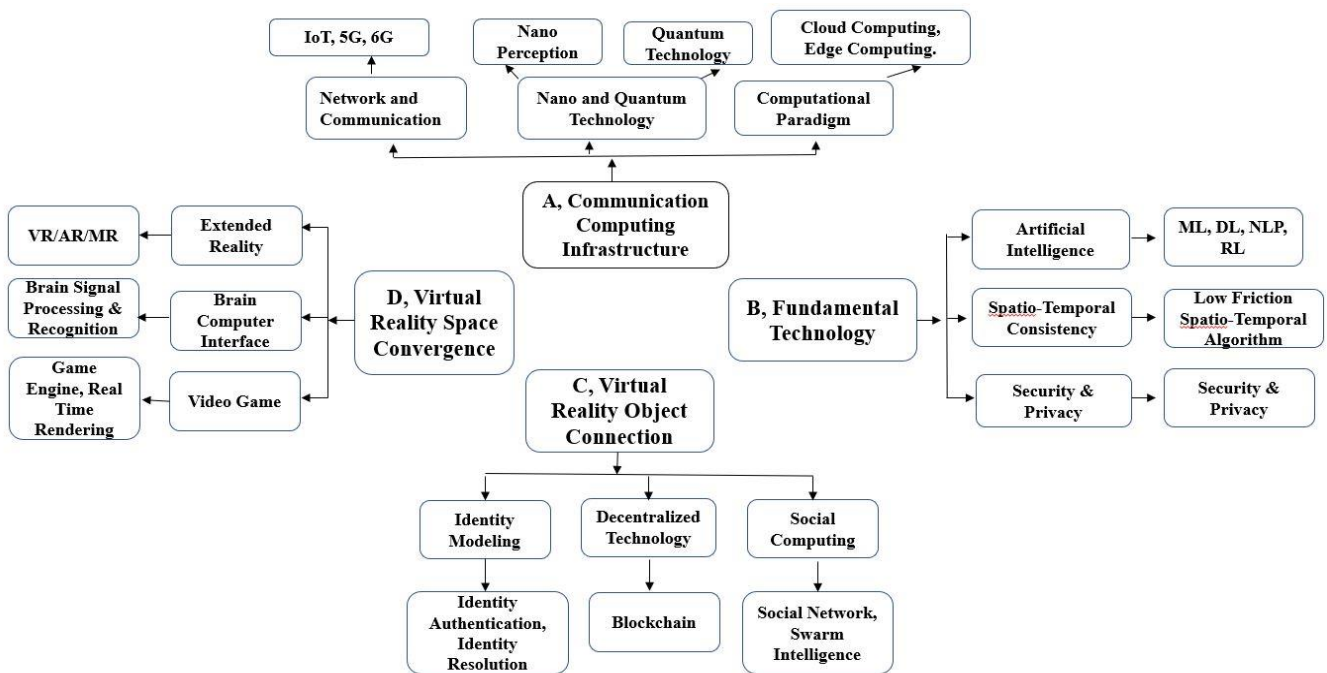 IoT, 5G, 6G
Nano
Perception
Quantum
Technology
Cloud Computing,
Edge Computing.
Network and
Communication
Nano and Quantum
Technology
Computational
Paradigm
A, Communication
Computing
Infrastructure
VR/AR/MR
Extended
Reality
Brain Signal
Processing &
Recognition
Brain
Computer
Interface
Game
Engine, Real
Time
Rendering
Video Game
D, Virtual
Reality Space
Convergence
B, Fundamental
Technology
Artificial
Intelligence
ML, DL, NLP,
RL
Spatio-Temporal
Consistency
Low Friction
Spatio-Temporal
Algorithm
Security &
Privacy
Security &
Privacy
C, Virtual
Reality Object
Connection
Identity
Modeling
Decentralized
Technology
Social
Computing
Identity
Authentication,
Identity
Resolution
Blockchain
Social Network,
Swarm
Intelligence